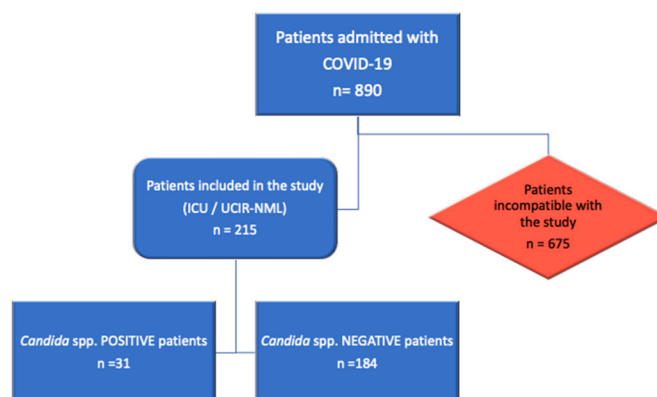 Patients admitted with
COVID-19
n= 890
Patients included in the study
(ICU / UCIR-NML)
n = 215
Patients
incompatible with
the study
n = 675
Candida spp. POSITIVE patients
n =31
Candida spp. NEGATIVE patients
n =184